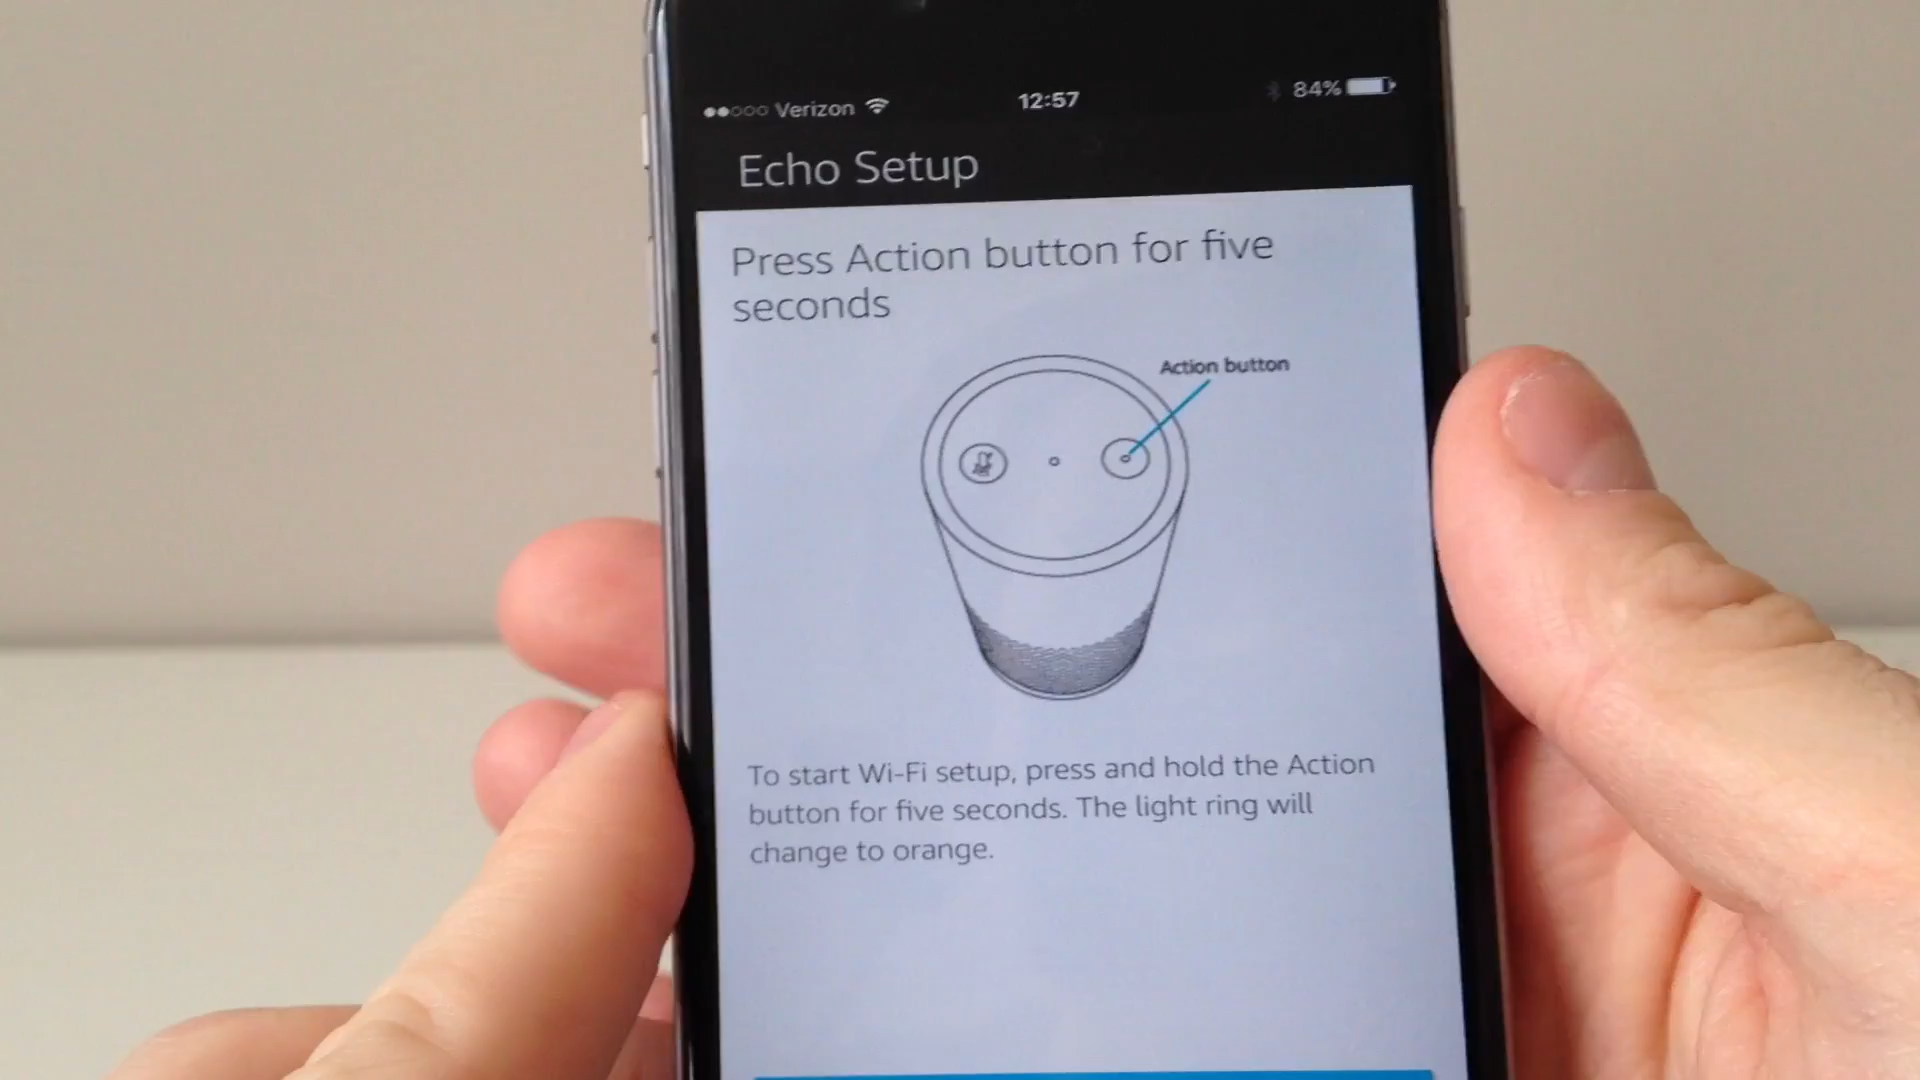 Verizon 12:57 84%
Echo Setup
Press Action button for five
seconds
Action button
To start Wi-Fi setup, press and hold the Action
button for five seconds. The light ring will
change to orange.